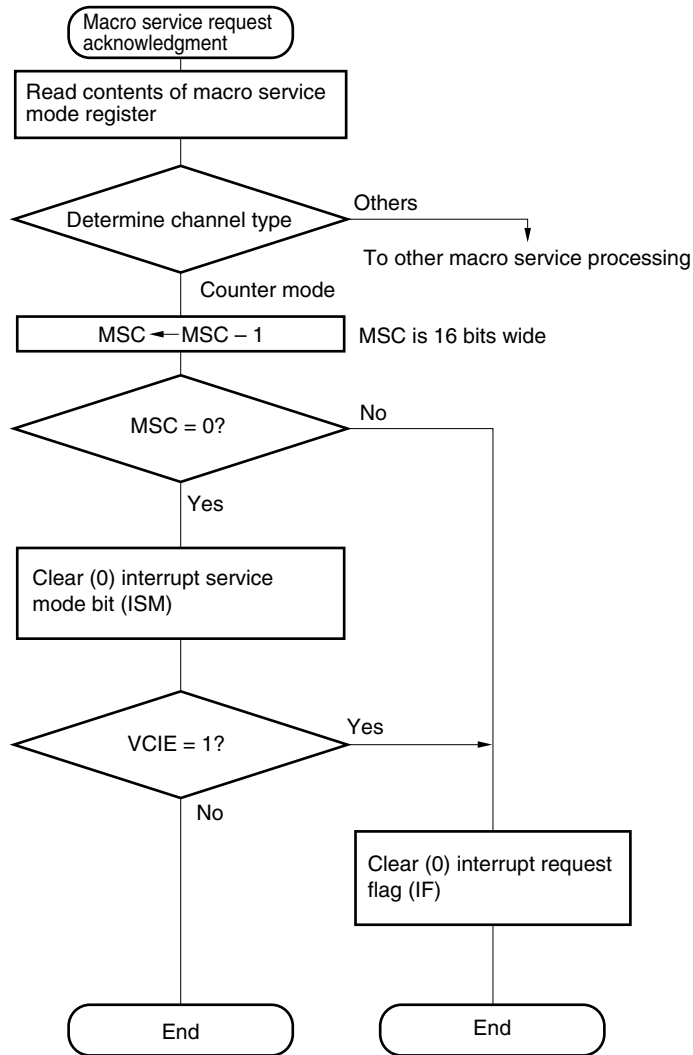 Macro service request
acknowledgment
Read contents of macro service
mode register
Determine channel type
Others
To other macro service processing
Counter mode
MSC ← MSC – 1
MSC is 16 bits wide
MSC = 0?
No
Yes
Clear (0) interrupt service
mode bit (ISM)
VCIE = 1?
Yes
No
Clear (0) interrupt request
flag (IF)
End
End